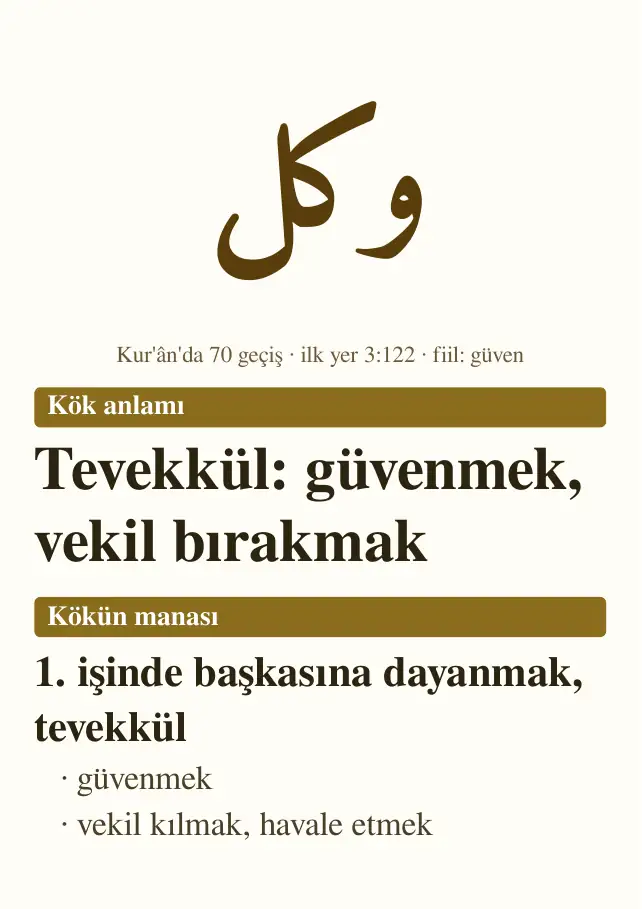 وكل
Kur'ân'da 70 geçiş · ilk yer 3:122 · fiil: güven
Kök anlamı
Tevekkül: güvenmek,
vekil bırakmak
Kökün manası
1. işinde başkasına dayanmak,
tevekkül
· güvenmek
· vekil kılmak, havale etmek